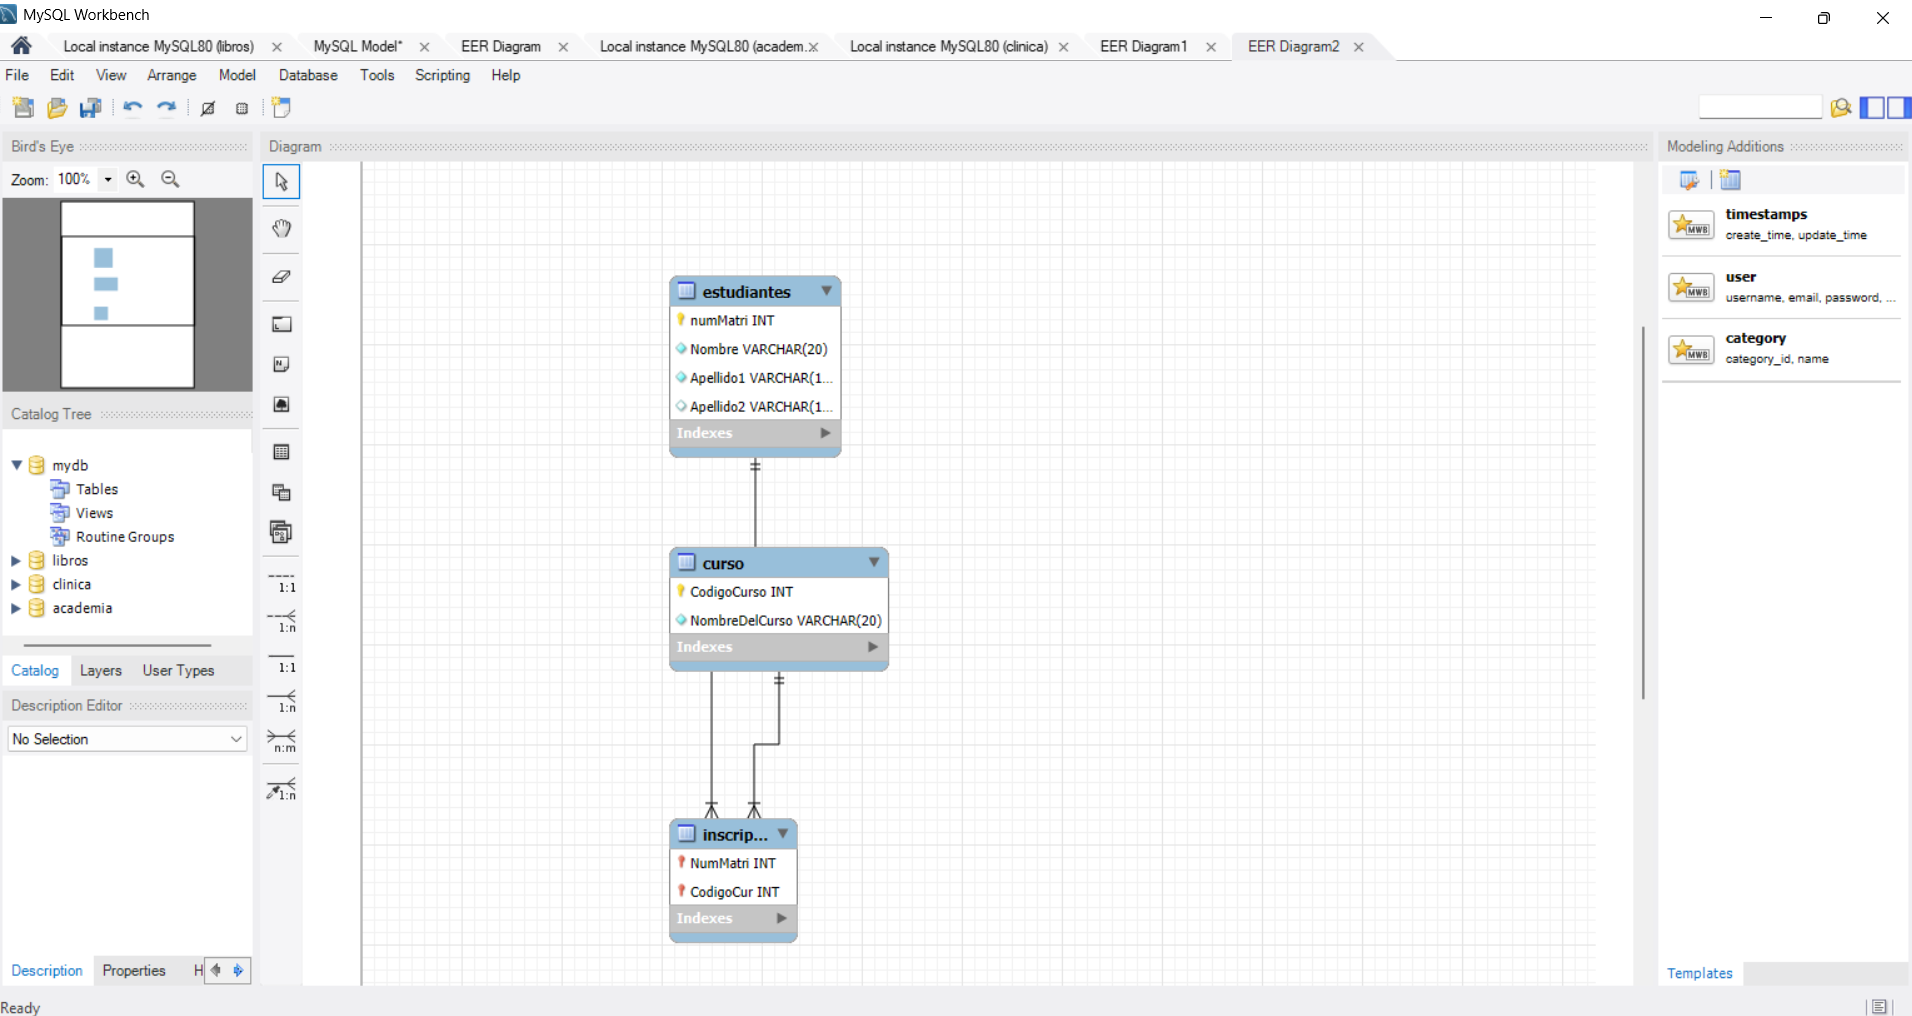 MySQL Workbench
Local instance MySQL80 (libros)
MySQL Model*
EER Diagram
Local instance MySQL80 (academ...
Local instance MySQL80 (clinica)
EER Diagram1
EER Diagram2
File Edit View Arrange Model Database Tools Scripting Help
Bird's Eye
Diagram
Modeling Additions
Zoom: 100%
timestamps
create_time, update_time
user
username, email, password, ...
category
category_id, name
estudiantes
numMatri INT
Nombre VARCHAR(20)
Apellido1 VARCHAR(1...
Apellido2 VARCHAR(1...
Indexes
Catalog Tree
mydb
Tables
Views
Routine Groups
libros
clinica
academia
curso
CodigoCurso INT
NombreDelCurso VARCHAR(20)
Indexes
1:1
1:n
1:1
1:n
n:m
1:n
Catalog Layers User Types
Description Editor
No Selection
inscrip...
NumMatri INT
CodigoCur INT
Indexes
Description Properties H
Templates
Ready